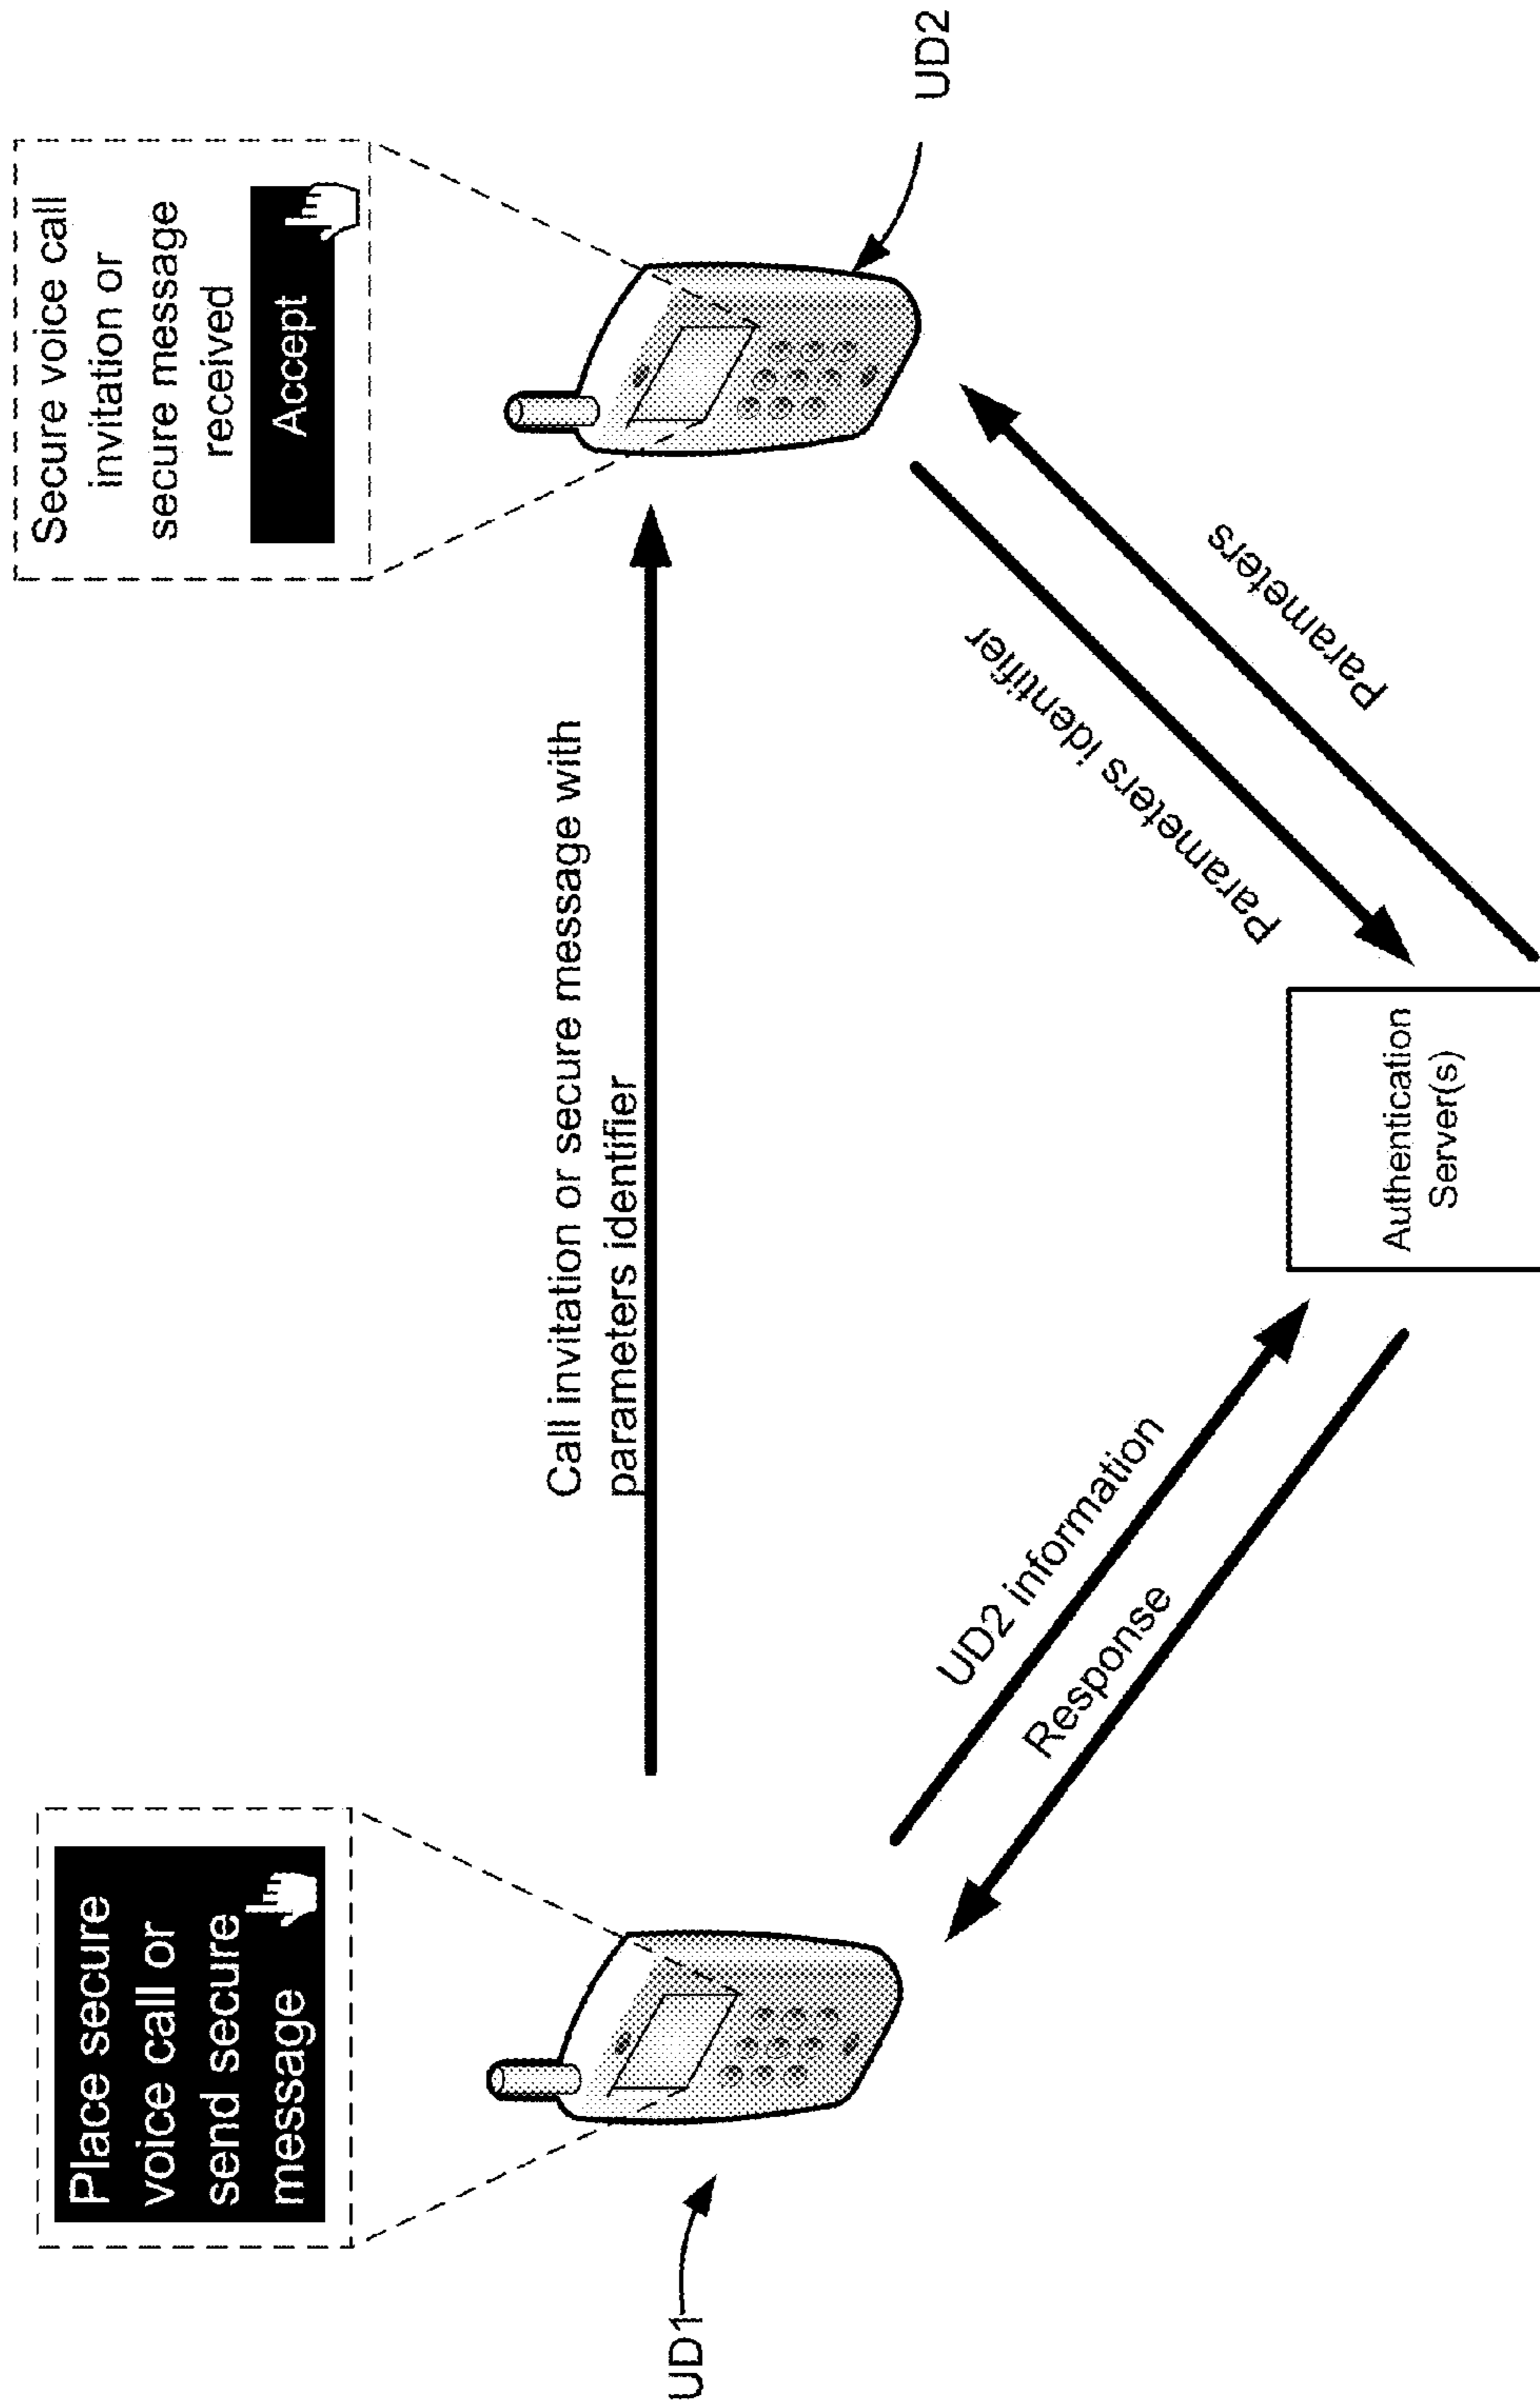 Place secure
voice call or
send secure
message
Secure voice call
invitation or
secure message
received
Accept
UD1
Call invitation or secure message with
parameters identifier
UD2
UD2 information
Response
Parameters identifier
Parameters
Authentication
Server(s)